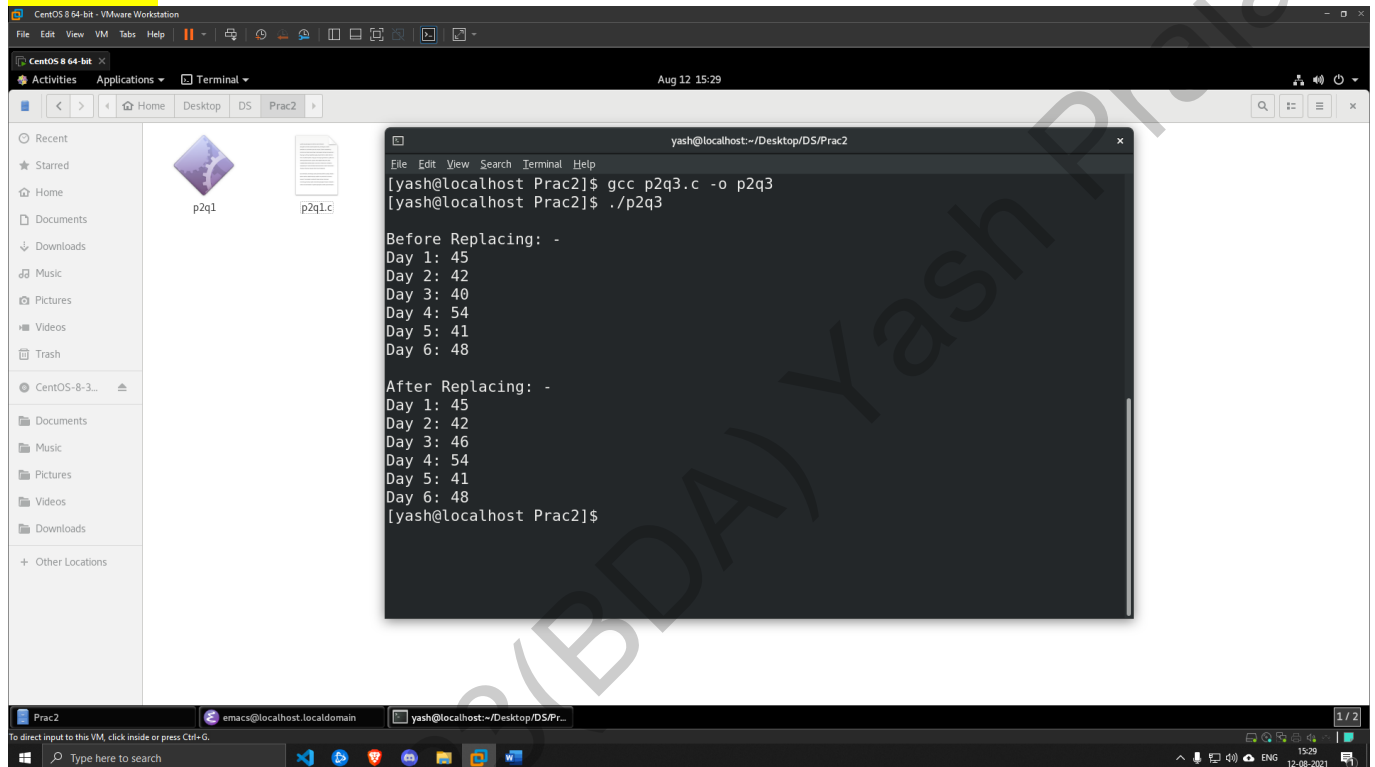 CentOS 8 64-bit - VMware Workstation
File Edit View VM Tabs Help
CentOS 8 64-bit
Activities Applications Terminal Aug 12 15:29
Home Desktop DS Prac2
Recent
Starred
Home
Documents
Downloads
Music
Pictures
Videos
Trash
CentOS-8-3...
Documents
Music
Pictures
Videos
Downloads
+ Other Locations
p2q1 p2q1.c
yash@localhost:~/Desktop/DS/Prac2
File Edit View Search Terminal Help
[yash@localhost Prac2]$ gcc p2q3.c -o p2q3
[yash@localhost Prac2]$ ./p2q3
Before Replacing: -
Day 1: 45
Day 2: 42
Day 3: 40
Day 4: 54
Day 5: 41
Day 6: 48
After Replacing: -
Day 1: 45
Day 2: 42
Day 3: 46
Day 4: 54
Day 5: 41
Day 6: 48
[yash@localhost Prac2]$
Prac2 emacs@localhost.localdomain yash@localhost:~/Desktop/DS/Pr... 1 / 2
To direct input to this VM, click inside or press Ctrl+G.
Type here to search ENG 15:29
12-08-2021
3(BDA) Yash